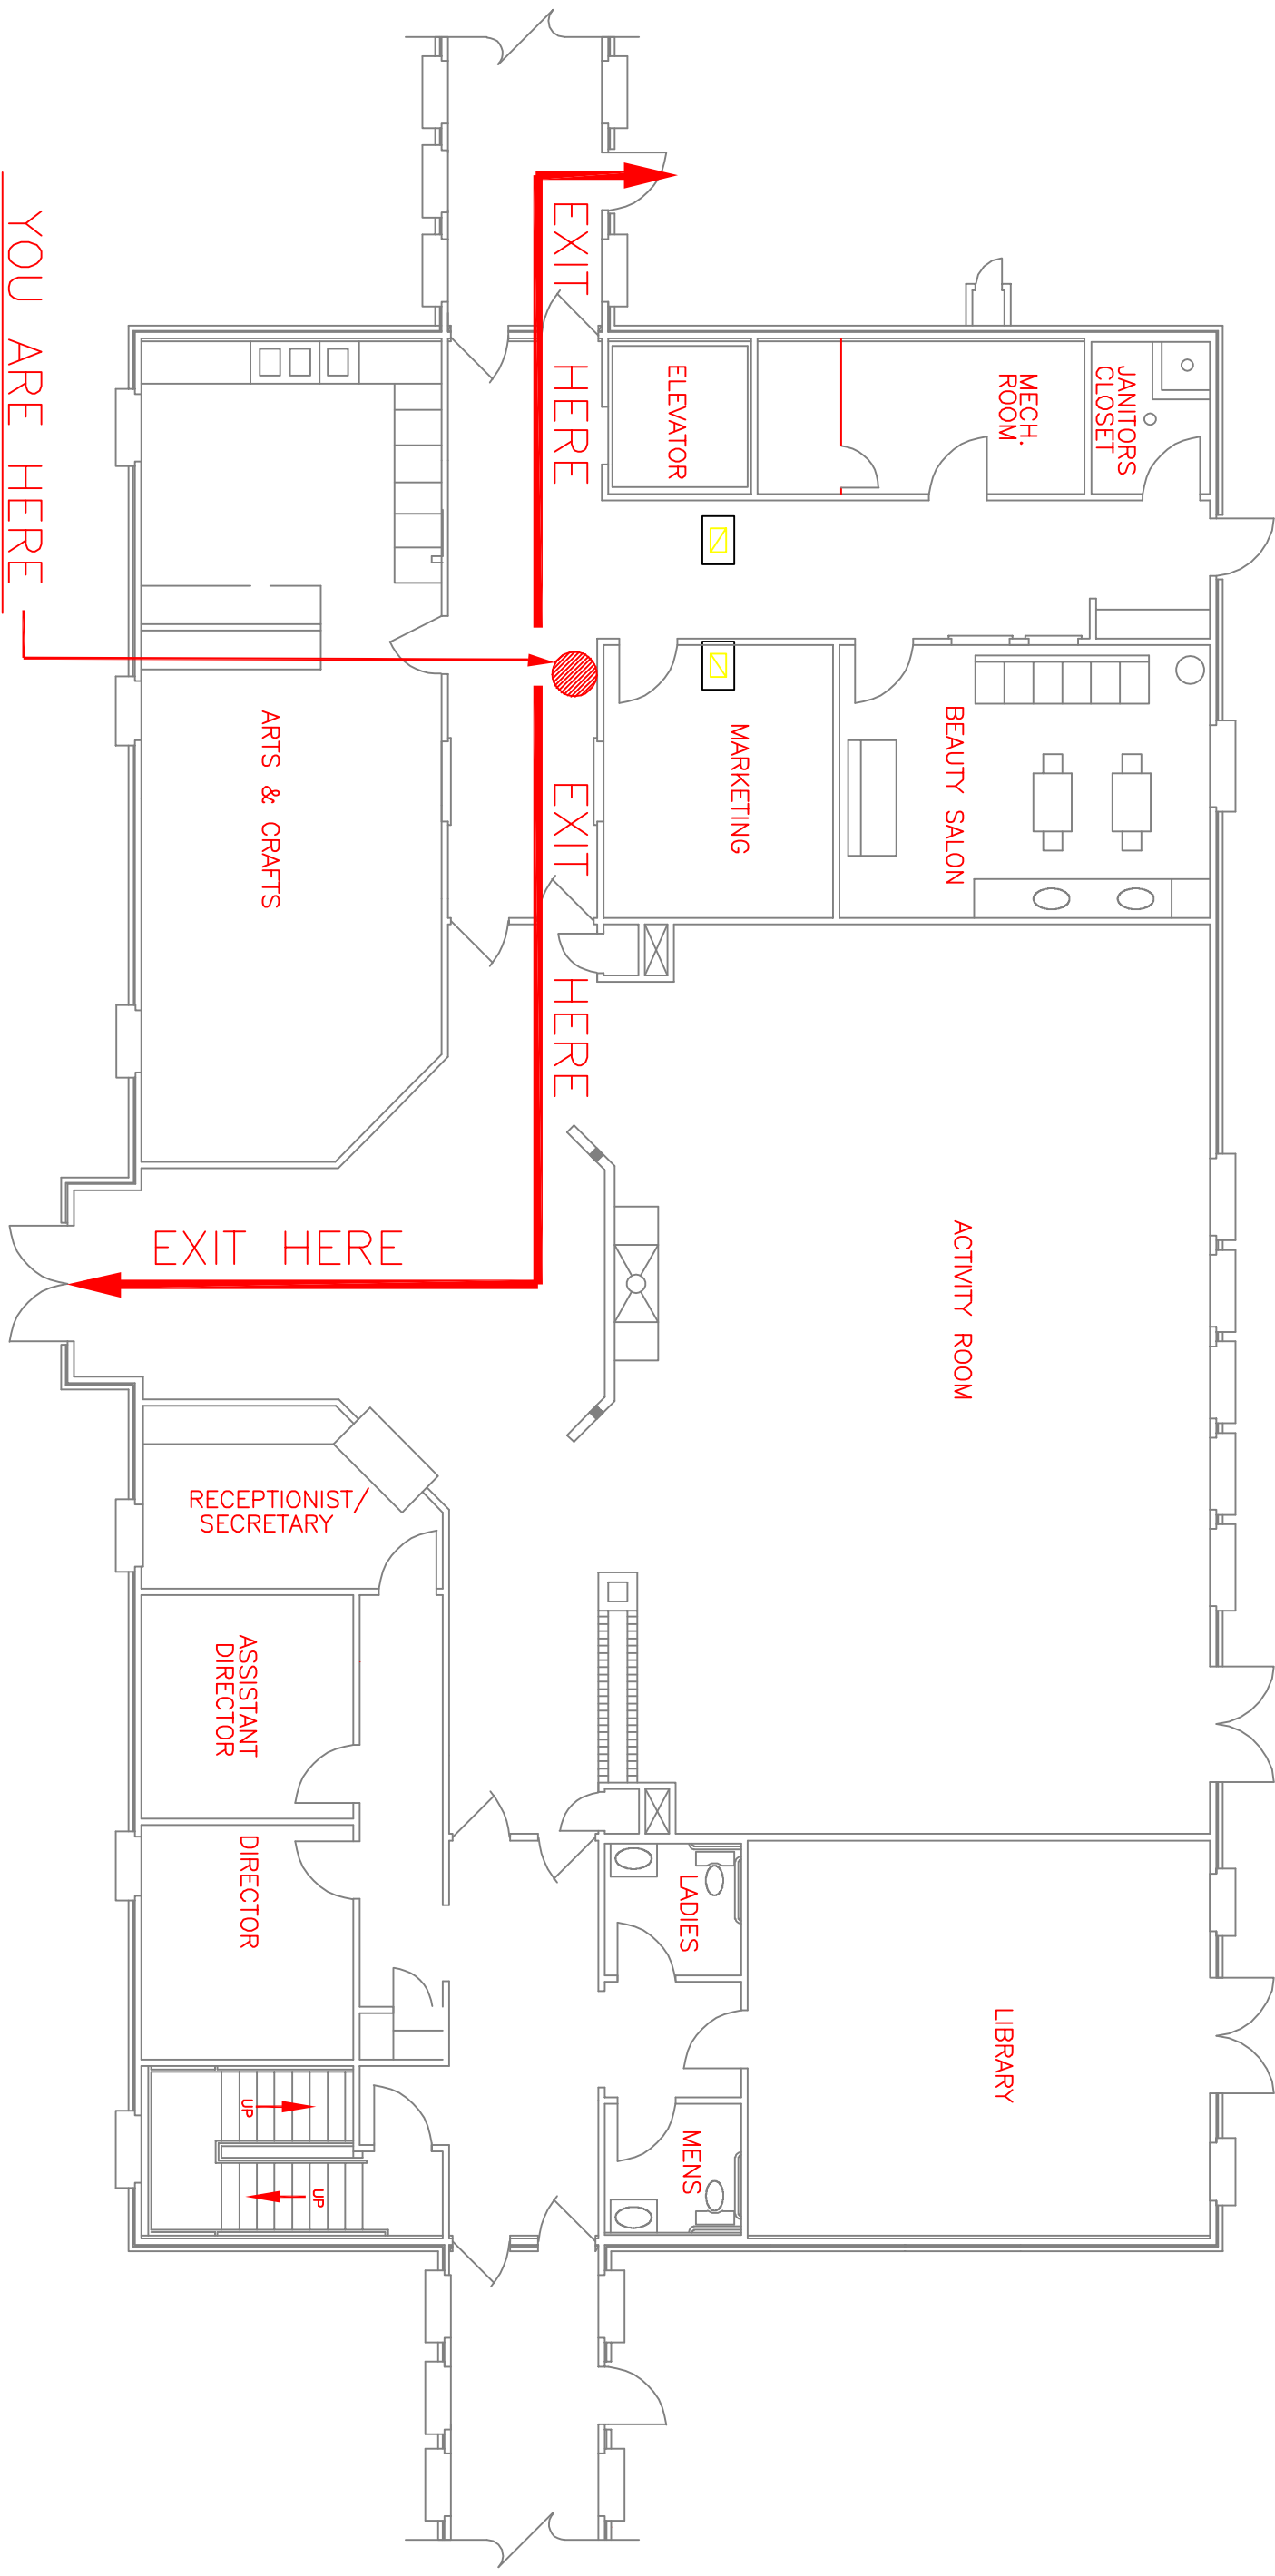 JANITORS
CLOSET
MECH.
ROOM
ELEVATOR
BEAUTY SALON
MARKETING
ACTIVITY ROOM
LIBRARY
LADIES
MENS
EXIT HERE
EXIT HERE
EXIT HERE
ARTS & CRAFTS
RECEPTIONIST/
SECRETARY
ASSISTANT
DIRECTOR
DIRECTOR
UP
UP
YOU ARE HERE